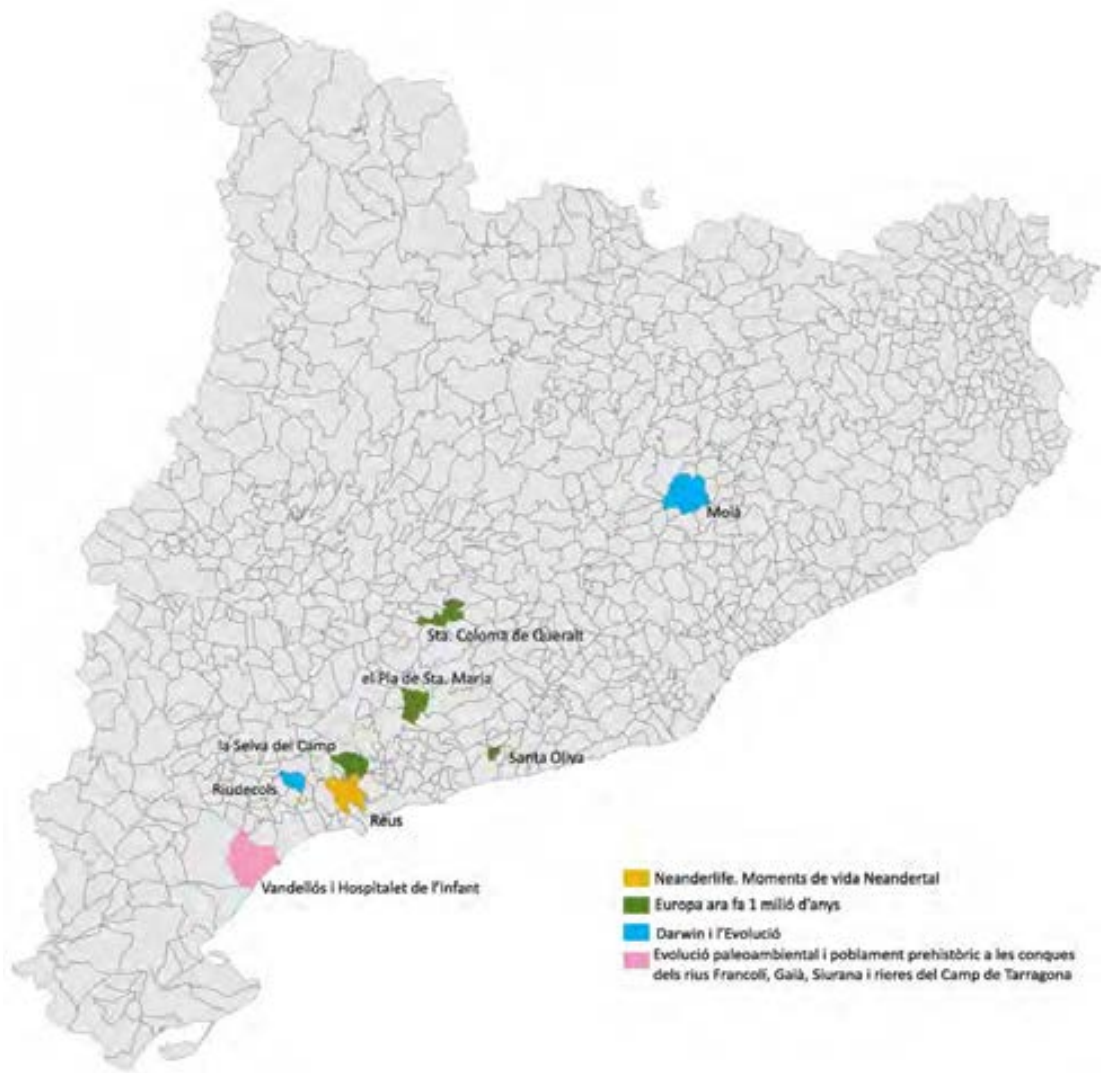 Moià
Sta. Coloma de Queralt
el Pla de Sta. Maria
la Selva del Camp
Santa Oliva
Riudecols
Reus
Vandellós i Hospitalet de l'Infant
Neanderlife. Moments de vida Neandertal
Europa ara fa 1 milió d'anys
Darwin i l'Evolució
Evolució paleoambiental i poblament prehistòric a les conques
dels rius Francolí, Gaià, Siurana i rieres del Camp de Tarragona